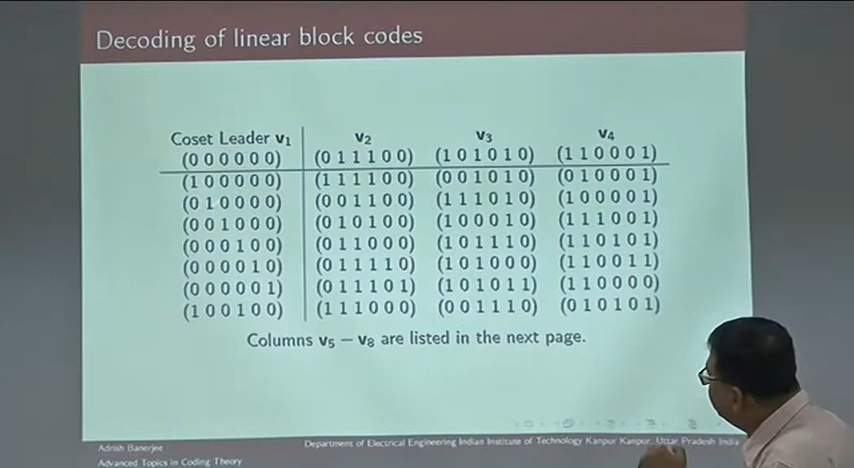 Decoding of linear block codes
Coset Leader v1 v2 v3 v4
(0 0 0 0 0 0) (0 1 1 1 0 0) (1 0 1 0 1 0) (1 1 0 0 0 1)
(1 0 0 0 0 0) (1 1 1 1 0 0) (0 0 1 0 1 0) (0 1 0 0 0 1)
(0 1 0 0 0 0) (0 0 1 1 0 0) (1 1 1 0 1 0) (1 0 0 0 0 1)
(0 0 1 0 0 0) (0 1 0 1 0 0) (1 0 0 0 1 0) (1 1 1 0 0 1)
(0 0 0 1 0 0) (0 1 1 0 0 0) (1 0 1 1 1 0) (1 1 0 1 0 1)
(0 0 0 0 1 0) (0 1 1 1 1 0) (1 0 1 0 0 0) (1 1 0 0 1 1)
(0 0 0 0 0 1) (0 1 1 1 0 1) (1 0 1 0 1 1) (1 1 0 0 0 0)
(1 0 0 1 0 0) (1 1 1 0 0 0) (0 0 1 1 1 0) (0 1 0 1 0 1)
Columns v5 – v8 are listed in the next page.
Adrish Banerjee Department of Electrical Engineering Indian Institute of Technology Kanpur Kanpur, Uttar Pradesh India
Advanced Topics in Coding Theory